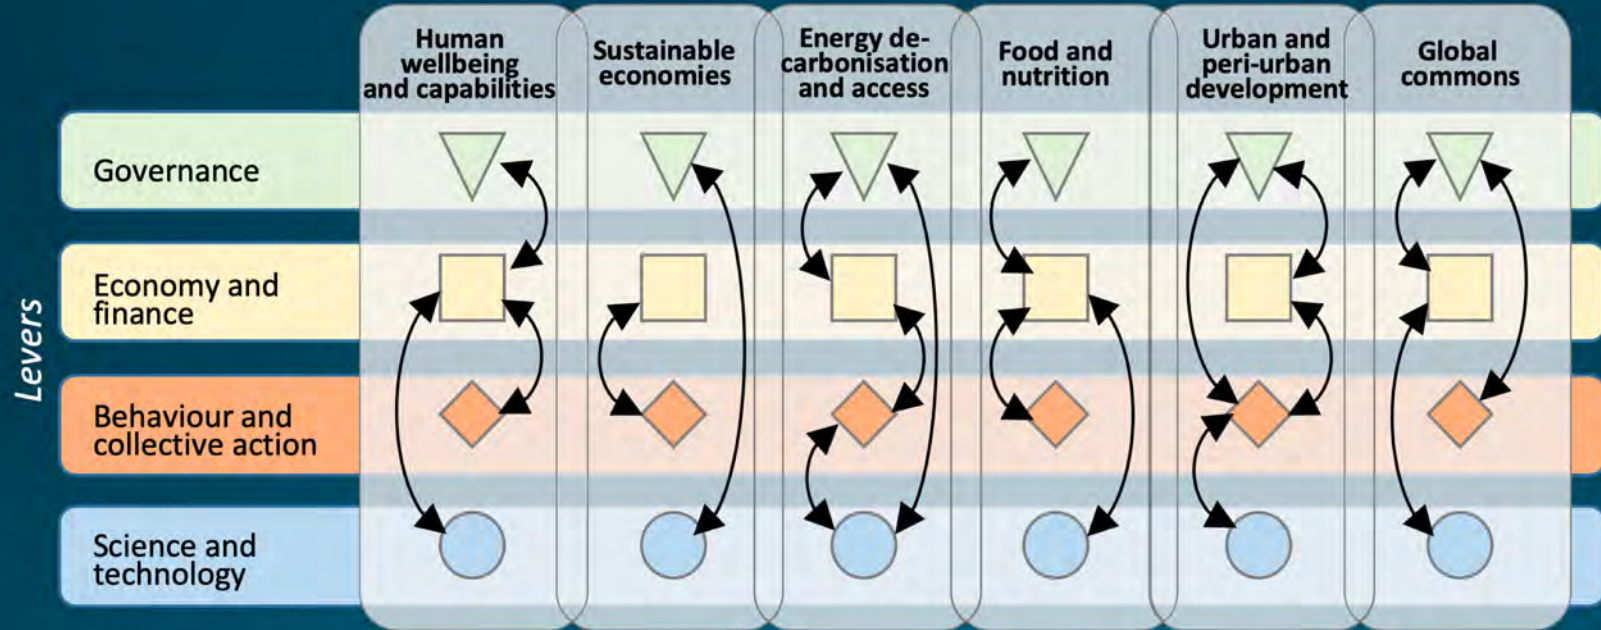 Human
wellbeing
and capabilities
Sustainable
economies
Energy de-
carbonisation
and access
Food and
nutrition
Urban and
peri-urban
development
Global
commons
Levers
Governance
Economy and
finance
Behaviour and
collective action
Science and
technology